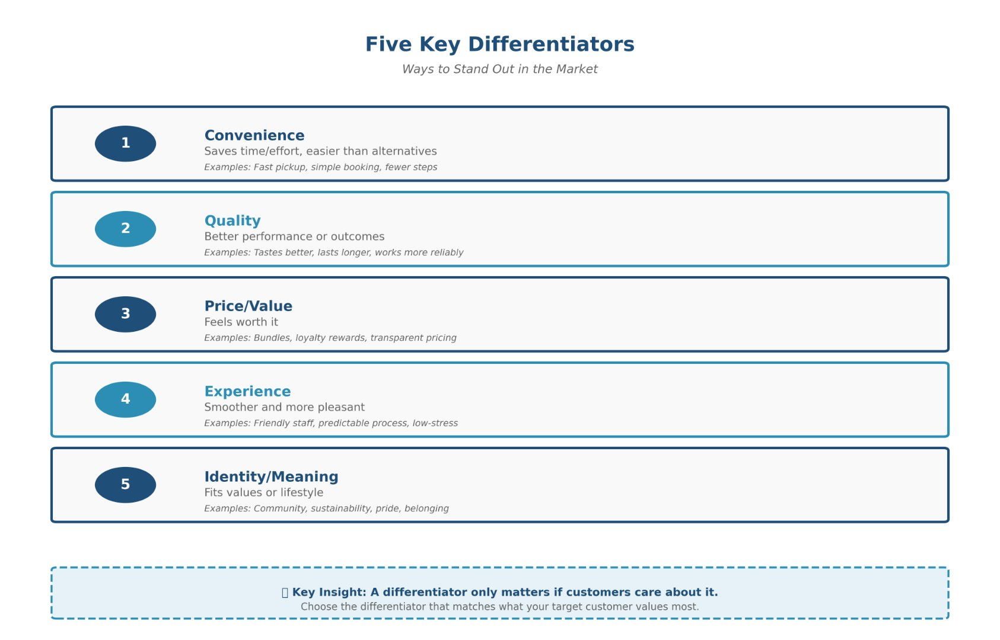 Five Key Differentiators
Ways to Stand Out in the Market
1
Convenience
Saves time/effort, easier than alternatives
Examples: Fast pickup, simple booking, fewer steps
2
Quality
Better performance or outcomes
Examples: Tastes better, lasts longer, works more reliably
3
Price/Value
Feels worth it
Examples: Bundles, loyalty rewards, transparent pricing
4
Experience
Smoother and more pleasant
Examples: Friendly staff, predictable process, low-stress
5
Identity/Meaning
Fits values or lifestyle
Examples: Community, sustainability, pride, belonging
Key Insight: A differentiator only matters if customers care about it.
Choose the differentiator that matches what your target customer values most.